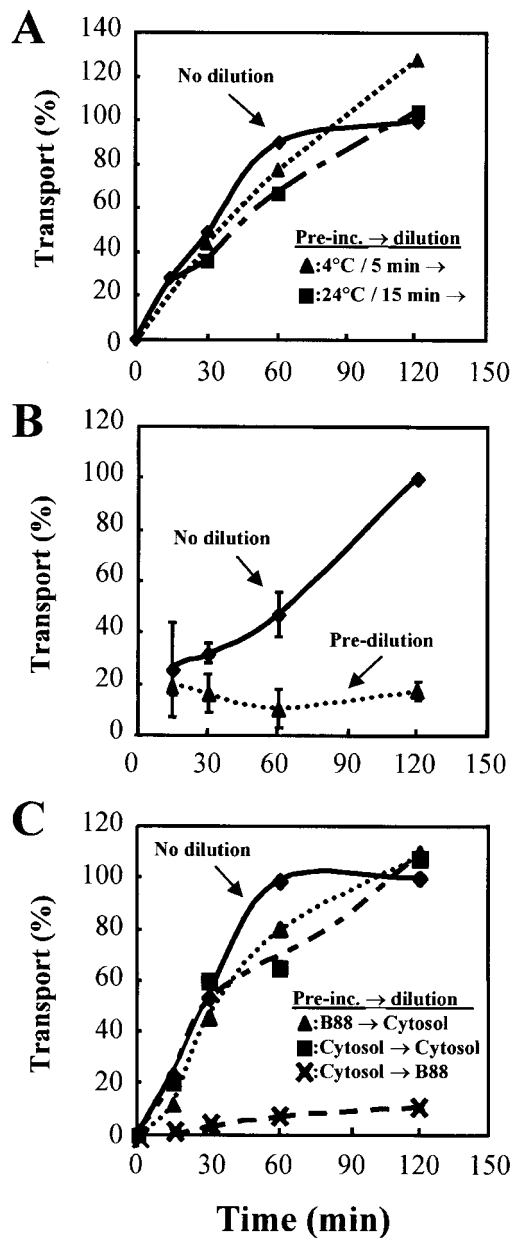 A
140
120
100
80
60
40
20
0
Transport (%)
No dilution
Pre-inc. → dilution
▲:4°C / 5 min →
■:24°C / 15 min →
0 30 60 90 120 150
B
120
100
80
60
40
20
0
Transport (%)
No dilution
Pre-dilution
0 30 60 90 120 150
C
120
100
80
60
40
20
0
Transport (%)
No dilution
Pre-inc. → dilution
▲:B88 → Cytosol
■:Cytosol → Cytosol
✕:Cytosol → B88
0 30 60 90 120 150
Time (min)